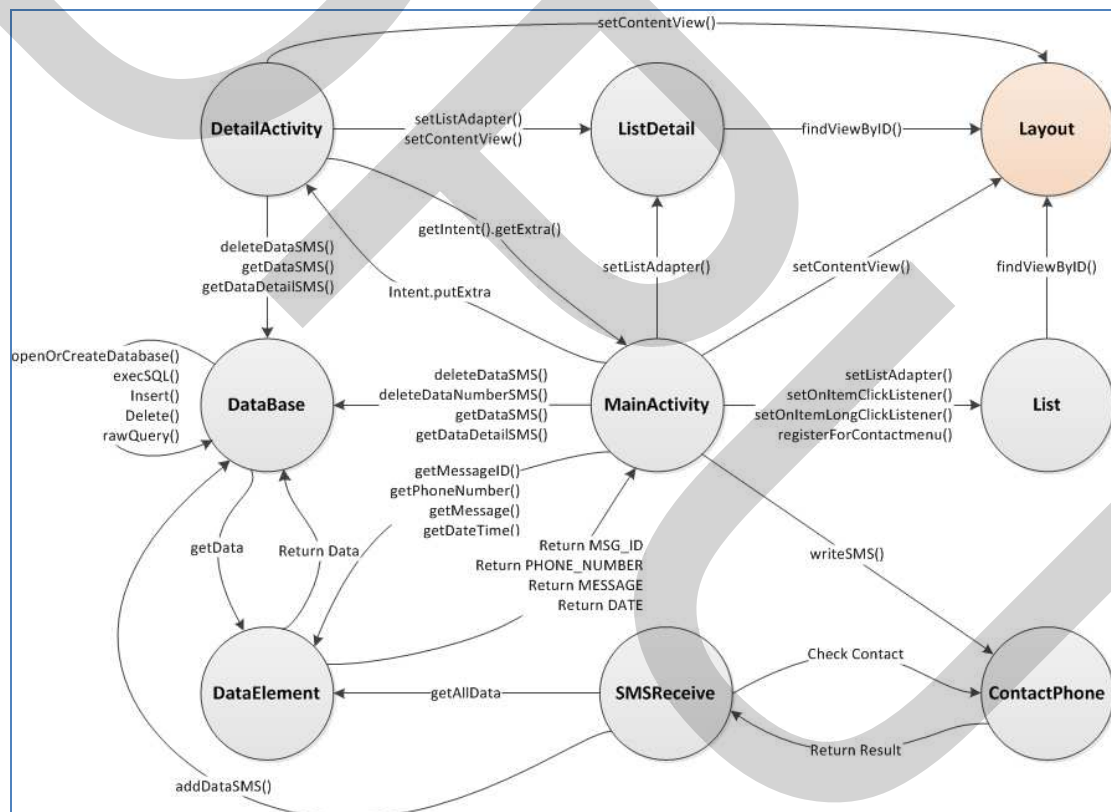 setContentView()
DetailActivity
setListAdapter()
setContentView()
ListDetail
findViewByID()
Layout
getIntent().getExtra()
deleteDataSMS()
getDataSMS()
getDataDetailSMS()
Intent.putExtra
setListAdapter()
setContentView()
findViewByID()
openOrCreateDatabase()
execSQL()
Insert()
Delete()
rawQuery()
DataBase
deleteDataSMS()
deleteDataNumberSMS()
getDataSMS()
getDataDetailSMS()
MainActivity
setListAdapter()
setOnItemClickListener()
setOnItemLongClickListener()
registerForContactmenu()
List
getMessageID()
getPhoneNumber()
getMessage()
getDateTime()
getData
Return Data
Return MSG_ID
Return PHONE_NUMBER
Return MESSAGE
Return DATE
writeSMS()
DataElement
getAllData
SMSReceive
Check Contact
ContactPhone
Return Result
addDataSMS()